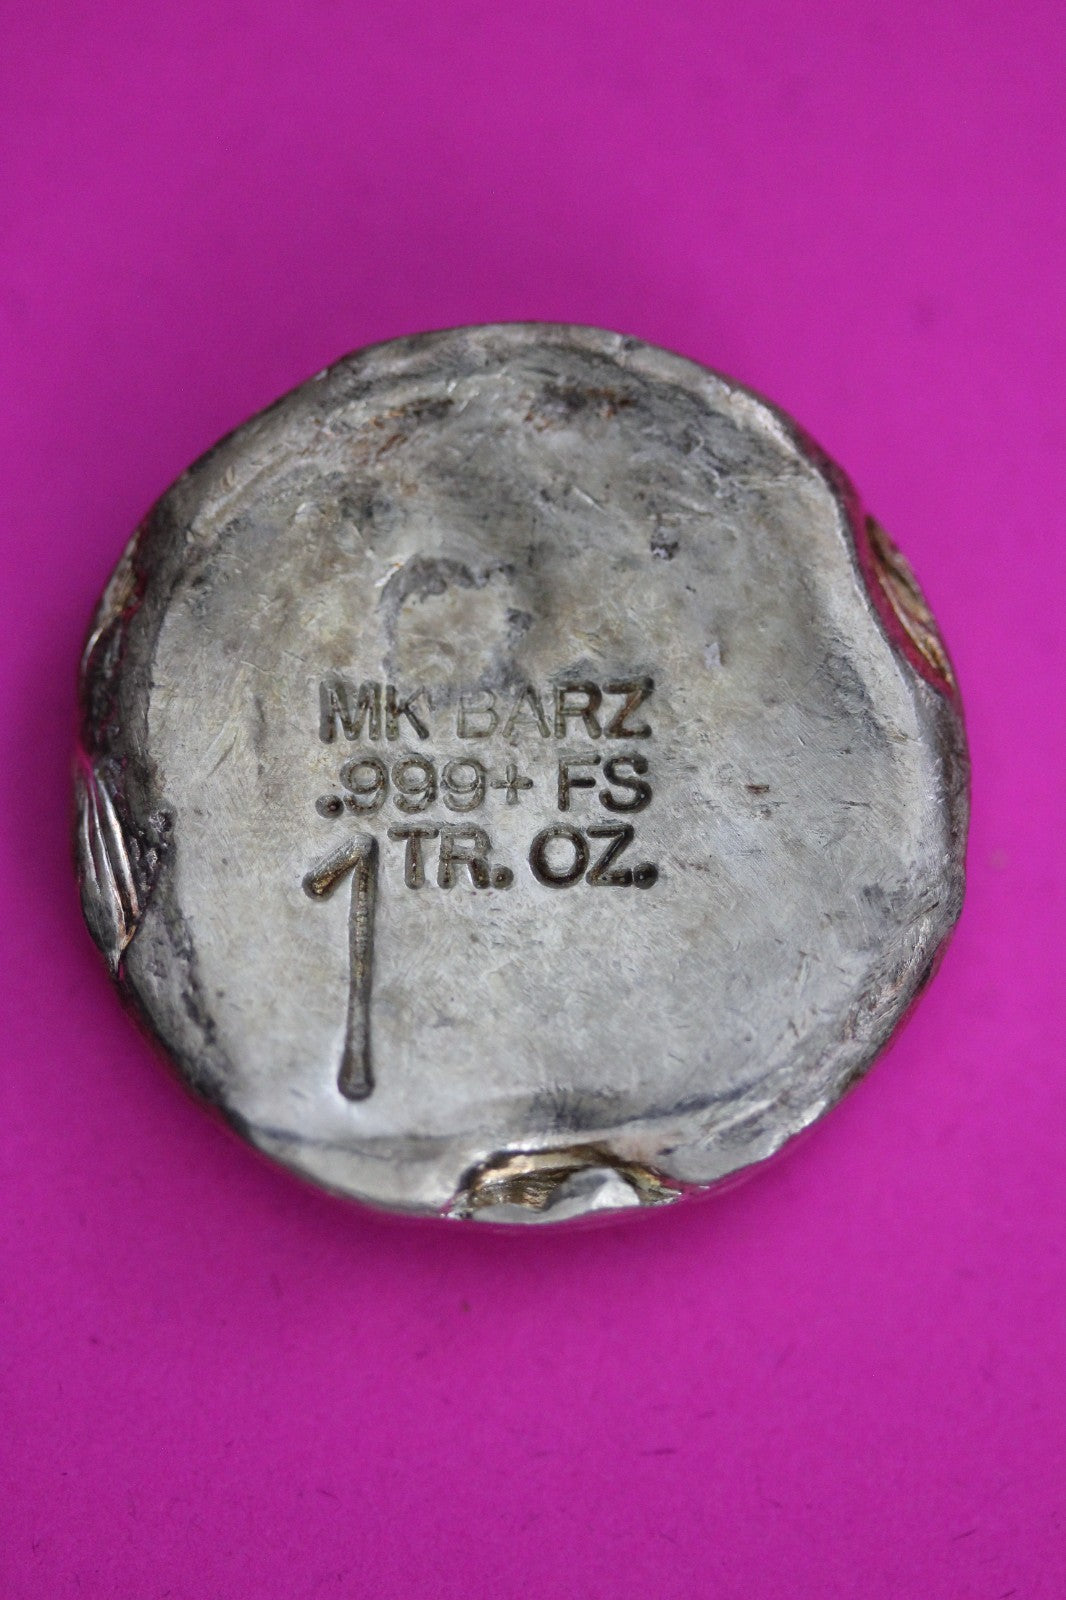 MK BARZ
.999+ FS
1 TR. OZ.